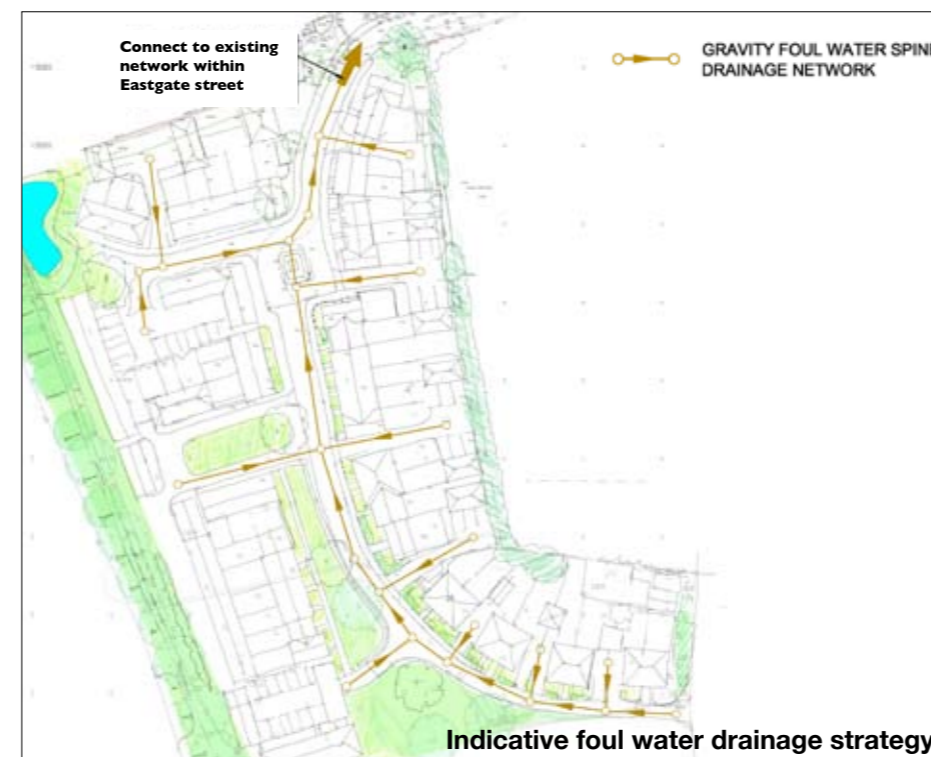 Connect to existing
network within
Eastgate street
GRAVITY FOUL WATER SPINE
DRAINAGE NETWORK
Indicative foul water drainage strategy